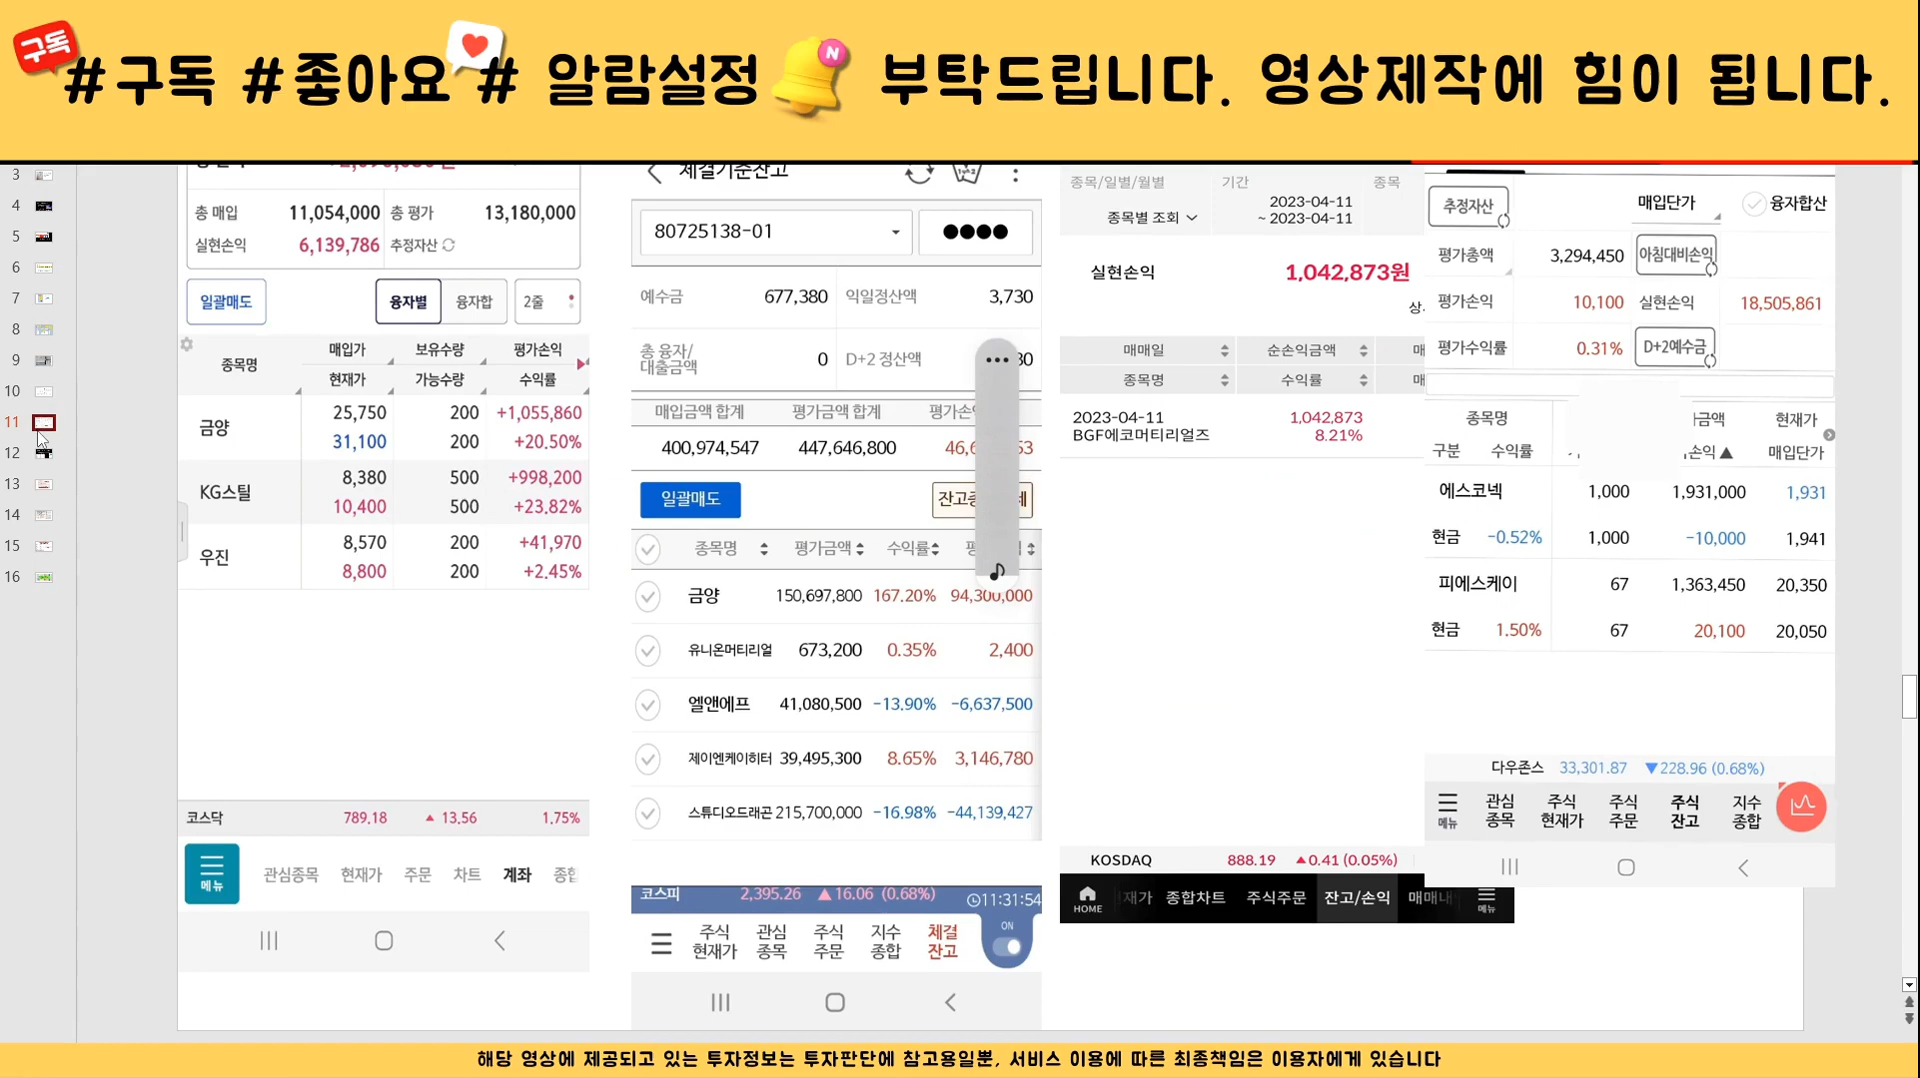 구독
#구독 #좋아요 # 알람설정 부탁드립니다. 영상제작에 힘이 됩니다.
N
3
4
5
6
7
8
9
10
11
12
13
14
15
16
총 매입 11,054,000 총 평가 13,180,000
실현손익 6,139,786 추정자산
일괄매도 융자별 융자합 2줄
종목명 매입가 보유수량 평가손익
현재가 가능수량 수익률
금양 25,750 200 +1,055,860
31,100 200 +20.50%
KG스틸 8,380 500 +998,200
10,400 500 +23.82%
우진 8,570 200 +41,970
8,800 200 +2.45%
코스닥 789.18 ▲ 13.56 1.75%
메뉴 관심종목 현재가 주문 차트 계좌 종합
체결기준잔고
80725138-01 ●●●●
예수금 677,380 익일정산액 3,730
총 융자/
대출금액 0 D+2 정산액
매입금액 합계 평가금액 합계
400,974,547 447,646,800
일괄매도
종목명 평가금액 수익률
금양 150,697,800 167.20% 94,300,000
유니온머티리얼 673,200 0.35% 2,400
엘앤에프 41,080,500 -13.90% -6,637,500
제이엔케이히터 39,495,300 8.65% 3,146,780
스튜디오드래곤 215,700,000 -16.98% -44,139,427
코스피 2,395.26 ▲ 16.06 (0.68%) 11:31:54
ON
주식 관심 주식 지수 체결
현재가 종목 주문 종합 잔고
종목/일별/월별 기간 종목
종목별 조회 2023-04-11
~ 2023-04-11
실현손익 1,042,873원
매매일 순손익금액
종목명 수익률
2023-04-11 1,042,873
BGF에코머티리얼즈 8.21%
KOSDAQ 888.19 ▲0.41 (0.05%)
HOME 종합차트 주식주문 잔고/손익 메뉴
추정자산 매입단가 융자합산
평가총액 3,294,450 아침대비손익
평가손익 10,100 실현손익 18,505,861
평가수익률 0.31% D+2예수금
종목명 현재가
구분 수익률 손익▲ 매입단가
에스코넥 1,000 1,931,000 1,931
현금 -0.52% 1,000 -10,000 1,941
피에스케이 67 1,363,450 20,350
현금 1.50% 67 20,100 20,050
다우존스 33,301.87 ▼228.96 (0.68%)
메뉴
관심 주식 주식 주식 지수
종목 현재가 주문 잔고 종합
해당 영상에 제공되고 있는 투자정보는 투자판단에 참고용일뿐, 서비스 이용에 따른 최종책임은 이용자에게 있습니다